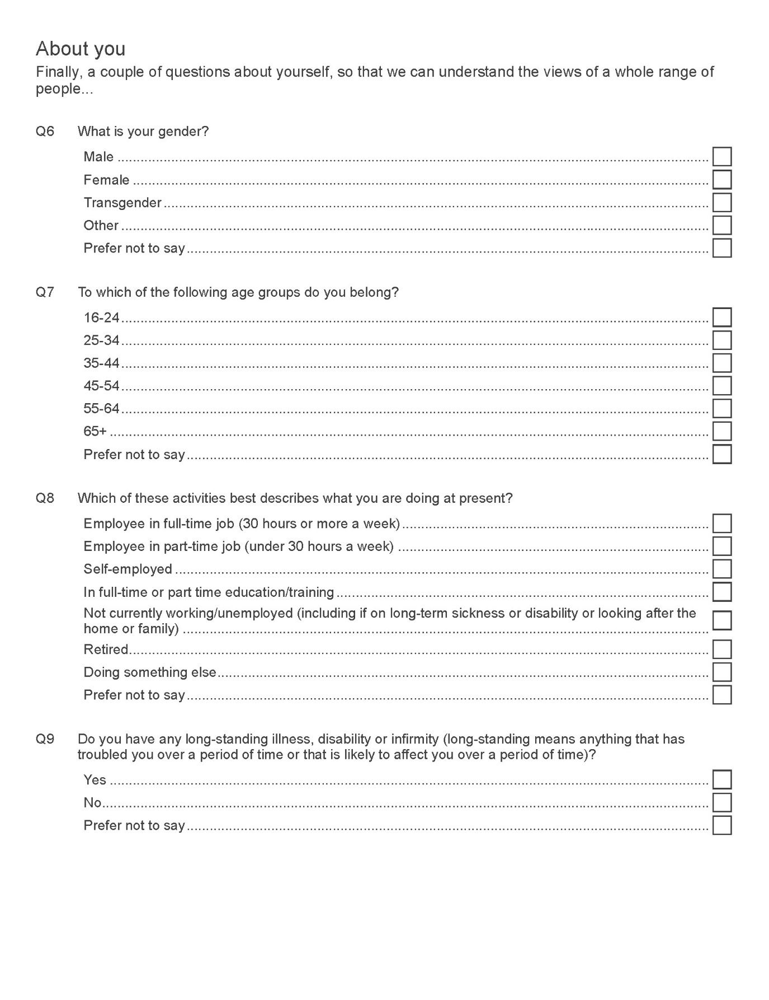 About you
Finally, a couple of questions about yourself, so that we can understand the views of a whole range of
people...
Q6 What is your gender?
Male
Female
Transgender
Other
Prefer not to say
Q7 To which of the following age groups do you belong?
16-24
25-34
35-44
45-54
55-64
65+
Prefer not to say
Q8 Which of these activities best describes what you are doing at present?
Employee in full-time job (30 hours or more a week)
Employee in part-time job (under 30 hours a week)
Self-employed
In full-time or part time education/training
Not currently working/unemployed (including if on long-term sickness or disability or looking after the
home or family)
Retired
Doing something else
Prefer not to say
Q9 Do you have any long-standing illness, disability or infirmity (long-standing means anything that has
troubled you over a period of time or that is likely to affect you over a period of time)?
Yes
No
Prefer not to say